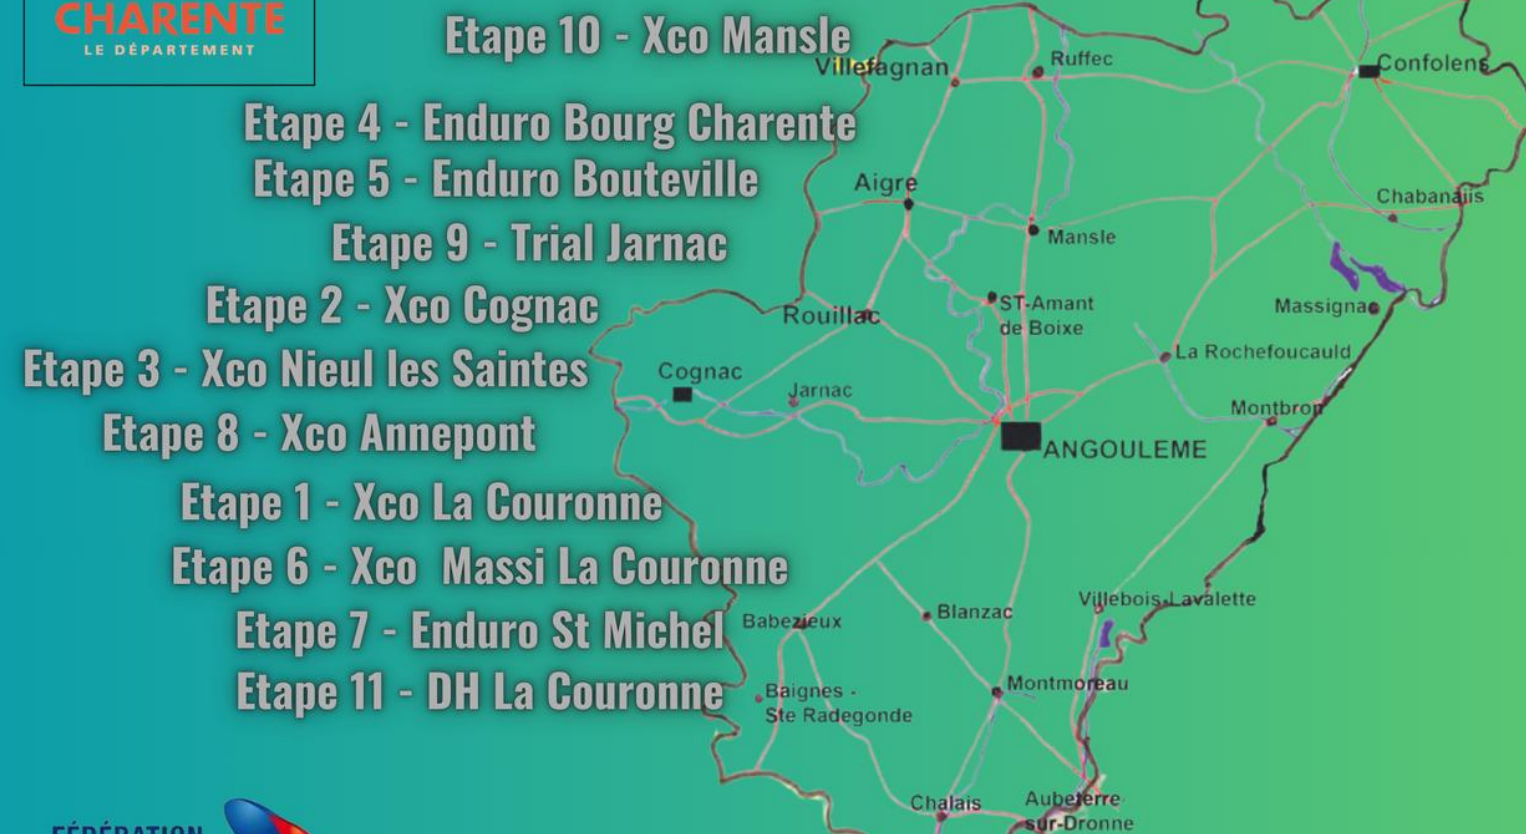 CHARENTE
LE DÉPARTEMENT
Etape 10 - Xco Mansle
Etape 4 - Enduro Bourg Charente
Etape 5 - Enduro Bouteville
Etape 9 - Trial Jarnac
Etape 2 - Xco Cognac
Etape 3 - Xco Nieul les Saintes
Etape 8 - Xco Annepont
Etape 1 - Xco La Couronne
Etape 6 - Xco Massi La Couronne
Etape 7 - Enduro St Michel
Etape 11 - DH La Couronne
Villefagnan
Ruffec
Confolens
Aigre
Chabanais
Mansle
ST-Amant
de Boixe
Massignac
Rouillac
La Rochefoucauld
Cognac
Jarnac
Montbron
ANGOULEME
Villebois-Lavalette
Babezieux
Blanzac
Montmoreau
Baignes -
Ste Radegonde
Chalais
Aubeterre
sur-Dronne
FÉDÉRATION